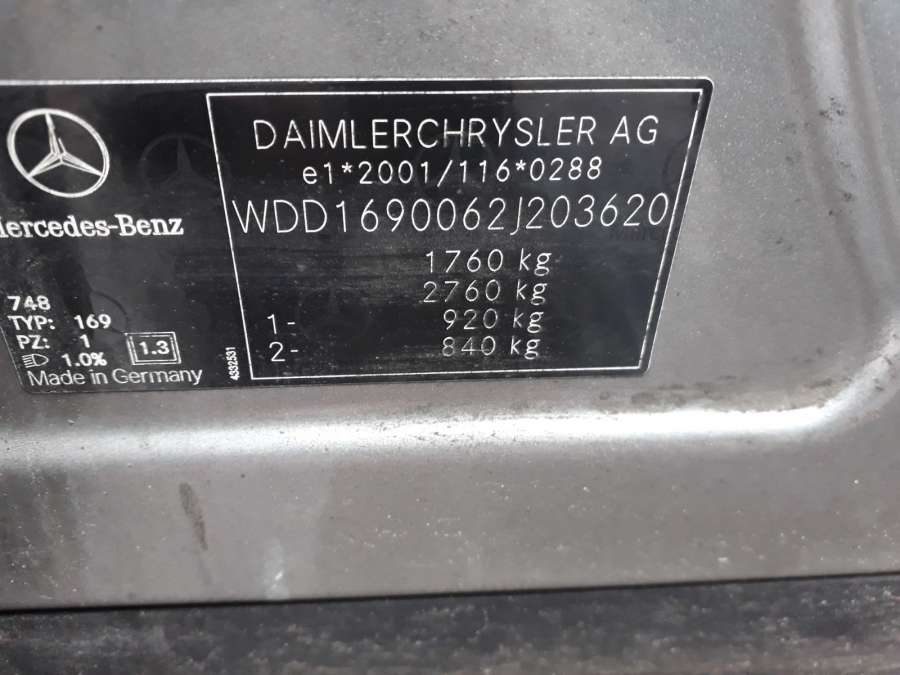 Mercedes-Benz
748
TYP: 169
PZ: 1
1.0%
1.3
Made in Germany
4332531
DAIMLERCHRYSLER AG
e1*2001/116*0288
WDD1690062J203620
1760 kg
2760 kg
1- 920 kg
2- 840 kg